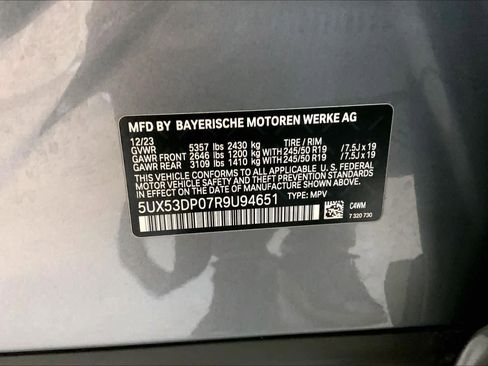 MFD BY BAYERISCHE MOTOREN WERKE AG
12/23
GVWR 5357 lbs 2430 kg TIRE / RIM
GAWR FRONT 2646 lbs 1200 KG WITH 245/50 R19 /7.5J x 19
GAWR REAR 3109 lbs 1410 KG WITH 245/50 R19 /7.5J x 19
THIS VEHICLE CONFORMS TO ALL APPLICABLE U. S. FEDERAL
MOTOR VEHICLE SAFETY STANDARDS IN EFFECT ON THE DATE
OF MANUFACTURE SHOWN ABOVE.
5UX53DP07R9U94651 TYPE: MPV
C4WM
7 320 730